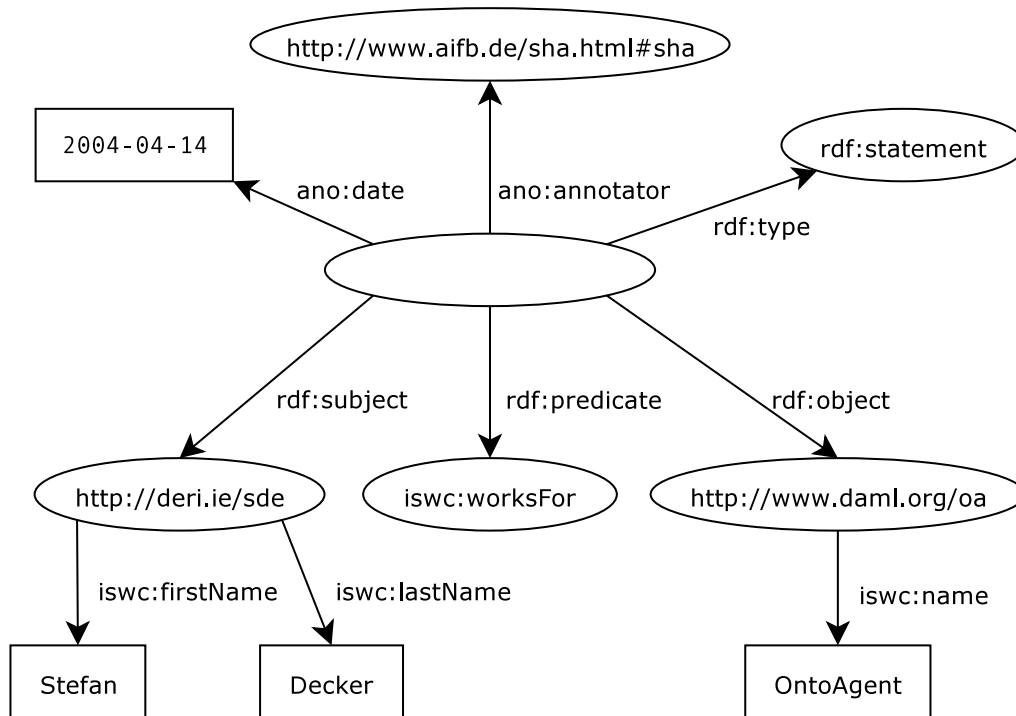 http://www.aifb.de/sha.html#sha
2004-04-14
rdf:statement
ano:date
ano:annotator
rdf:type
rdf:subject
rdf:predicate
rdf:object
http://deri.ie/sde
iswc:worksFor
http://www.daml.org/oa
iswc:firstName
iswc:lastName
iswc:name
Stefan
Decker
OntoAgent